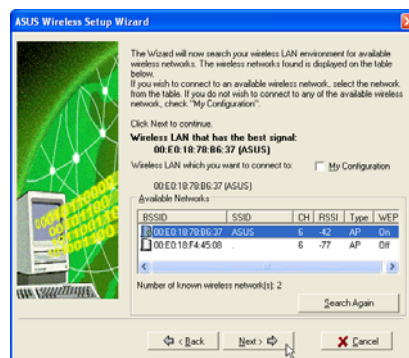 ASUS Wireless Setup Wizard
The Wizard will now search your wireless LAN environment for available
wireless networks. The wireless networks found is displayed on the table
below.
If you wish to connect to an available wireless network, select the network
from the table. If you do not wish to connect to any of the available wireless
network, check "My Configuration".
Click Next to continue.
Wireless LAN that has the best signal:
00:E0:18:78:B6:37 (ASUS)
Wireless LAN which you want to connect to:
My Configuration
00:E0:18:78:B6:37 (ASUS)
Available Networks
BSSID SSID CH RSSI Type WEP
00:E0:18:78:B6:37 ASUS 6 -42 AP On
00:E0:18:F4:45:08 . 6 -77 AP Off
Number of known wireless network(s): 2
Search Again
< Back Next > Cancel